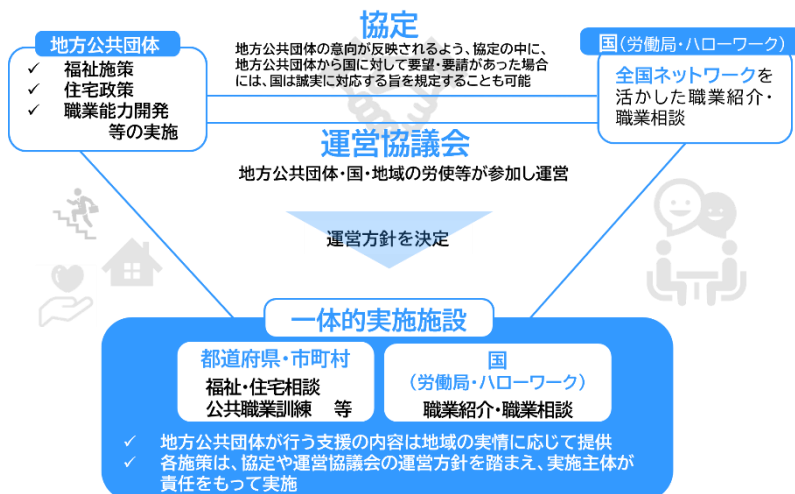 協定
地方公共団体の意向が反映されるよう、協定の中に、
地方公共団体から国に対して要望・要請があった場合
には、国は誠実に対応する旨を規定することも可能
地方公共団体
✓ 福祉施策
✓ 住宅政策
✓ 職業能力開発
等の実施
国(労働局・ハローワーク)
全国ネットワークを
活かした職業紹介・
職業相談
運営協議会
地方公共団体・国・地域の労使等が参加し運営
運営方針を決定
一体的実施施設
都道府県・市町村
福祉・住宅相談
公共職業訓練 等
国
(労働局・ハローワーク)
職業紹介・職業相談
✓ 地方公共団体が行う支援の内容は地域の実情に応じて提供
✓ 各施策は、協定や運営協議会の運営方針を踏まえ、実施主体が
責任をもって実施